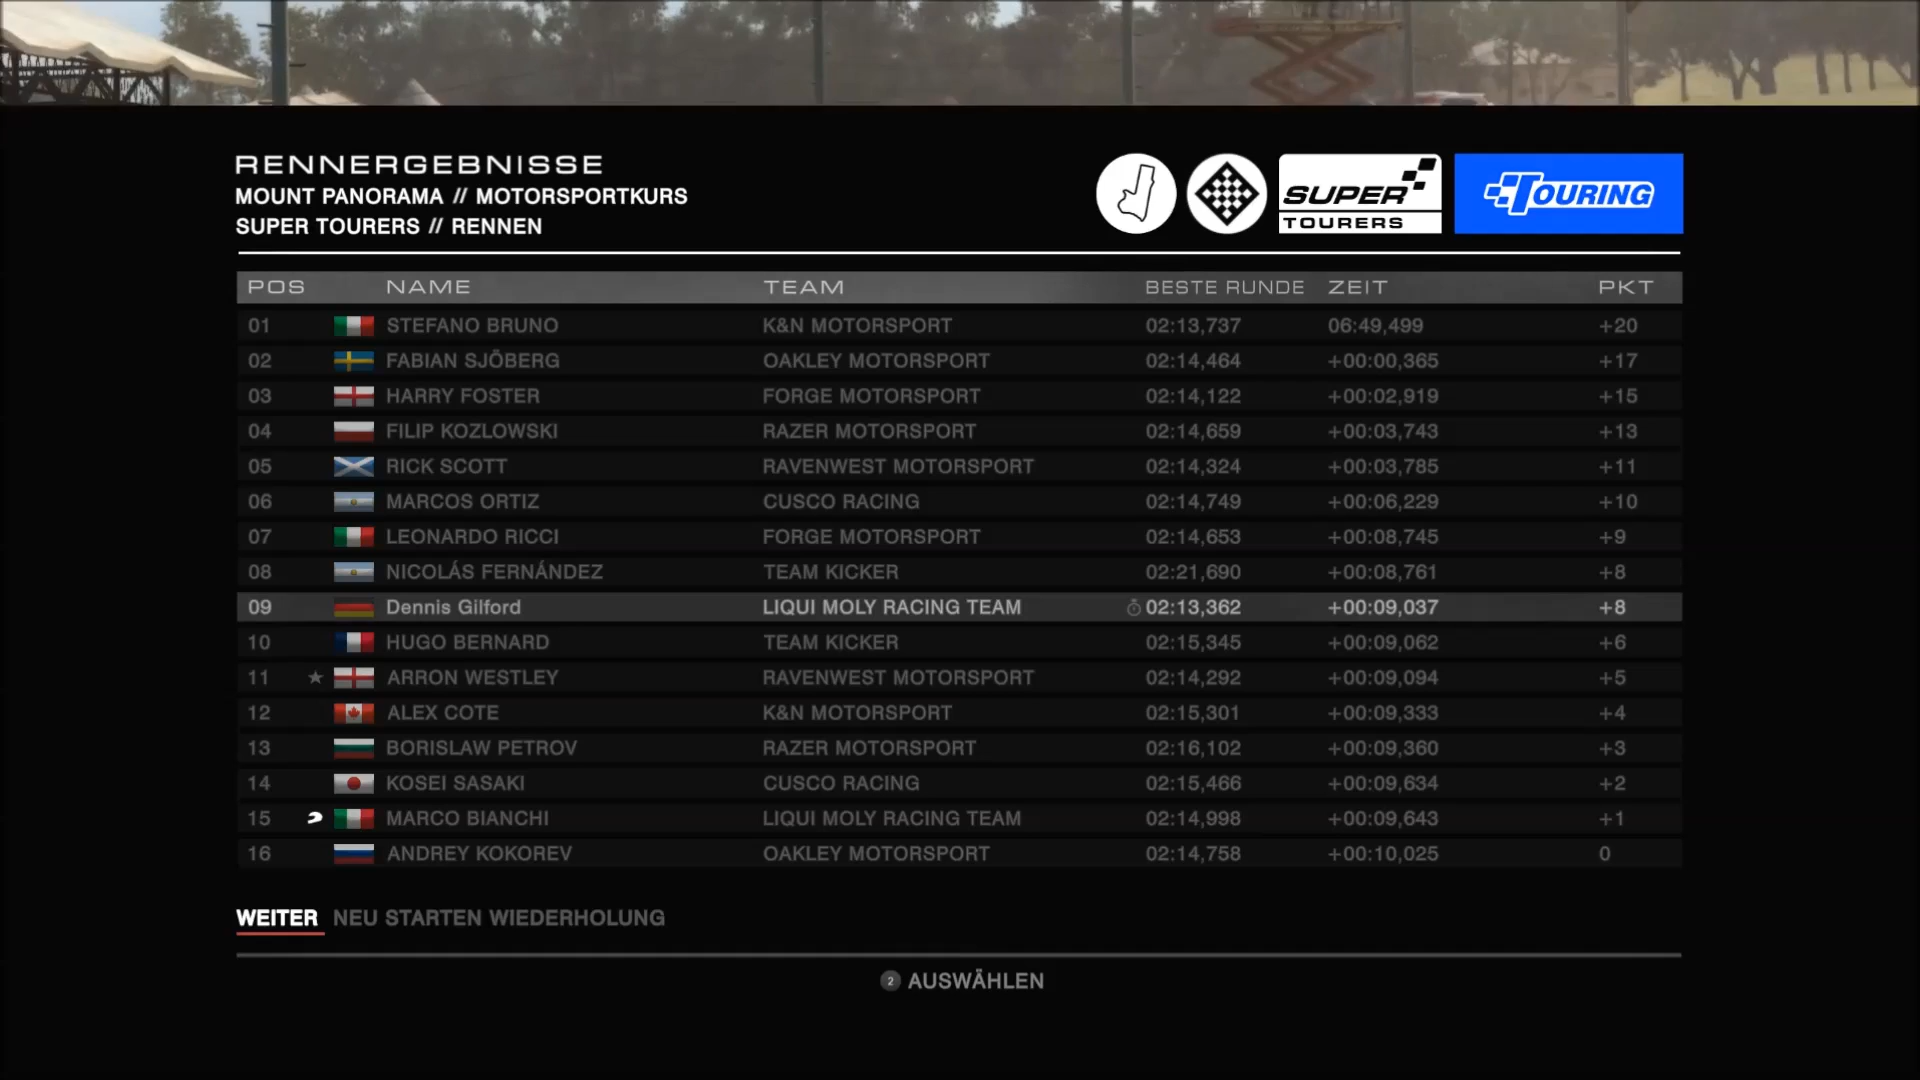 RENNERGEBNISSE
MOUNT PANORAMA // MOTORSPORTKURS
SUPER TOURERS // RENNEN
SUPER TOURERS
TOURING
POS NAME TEAM BESTE RUNDE ZEIT PKT
01 STEFANO BRUNO K&N MOTORSPORT 02:13,737 06:49,499 +20
02 FABIAN SJÖBERG OAKLEY MOTORSPORT 02:14,464 +00:00,365 +17
03 HARRY FOSTER FORGE MOTORSPORT 02:14,122 +00:02,919 +15
04 FILIP KOZLOWSKI RAZER MOTORSPORT 02:14,659 +00:03,743 +13
05 RICK SCOTT RAVENWEST MOTORSPORT 02:14,324 +00:03,785 +11
06 MARCOS ORTIZ CUSCO RACING 02:14,749 +00:06,229 +10
07 LEONARDO RICCI FORGE MOTORSPORT 02:14,653 +00:08,745 +9
08 NICOLÁS FERNÁNDEZ TEAM KICKER 02:21,690 +00:08,761 +8
09 Dennis Gilford LIQUI MOLY RACING TEAM 02:13,362 +00:09,037 +8
10 HUGO BERNARD TEAM KICKER 02:15,345 +00:09,062 +6
11 ARRON WESTLEY RAVENWEST MOTORSPORT 02:14,292 +00:09,094 +5
12 ALEX COTE K&N MOTORSPORT 02:15,301 +00:09,333 +4
13 BORISLAW PETROV RAZER MOTORSPORT 02:16,102 +00:09,360 +3
14 KOSEI SASAKI CUSCO RACING 02:15,466 +00:09,634 +2
15 MARCO BIANCHI LIQUI MOLY RACING TEAM 02:14,998 +00:09,643 +1
16 ANDREY KOKOREV OAKLEY MOTORSPORT 02:14,758 +00:10,025 0
WEITER NEU STARTEN WIEDERHOLUNG
2 AUSWÄHLEN